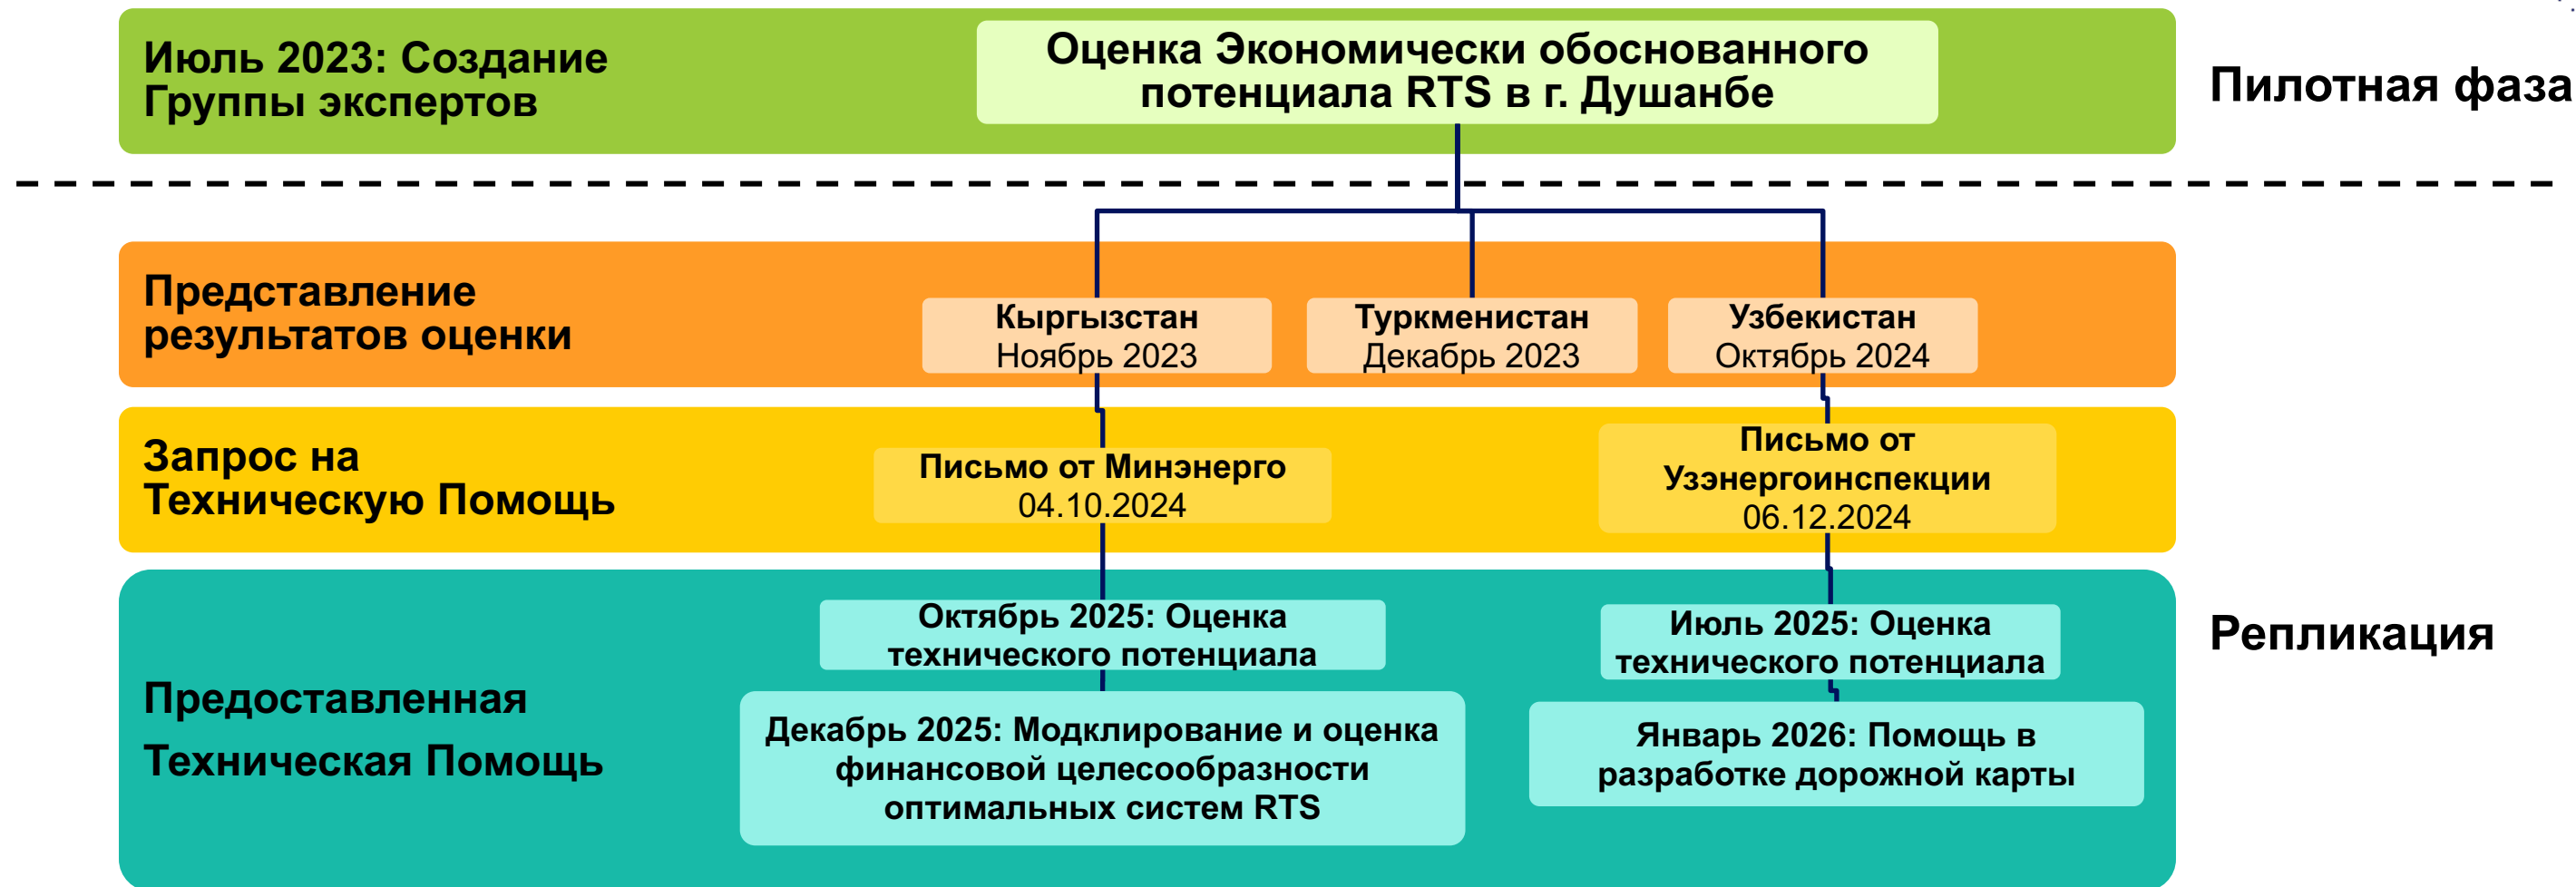 Июль 2023: Создание
Группы экспертов
Оценка Экономически обоснованного
потенциала RTS в г. Душанбе
Пилотная фаза
Представление
результатов оценки
Кыргызстан
Ноябрь 2023
Туркменистан
Декабрь 2023
Узбекистан
Октябрь 2024
Запрос на
Техническую Помощь
Письмо от Минэнерго
04.10.2024
Письмо от
Узэнергоинспекции
06.12.2024
Предоставленная
Техническая Помощь
Октябрь 2025: Оценка
технического потенциала
Декабрь 2025: Модклирование и оценка
финансовой целесообразности
оптимальных систем RTS
Июль 2025: Оценка
технического потенциала
Январь 2026: Помощь в
разработке дорожной карты
Репликация